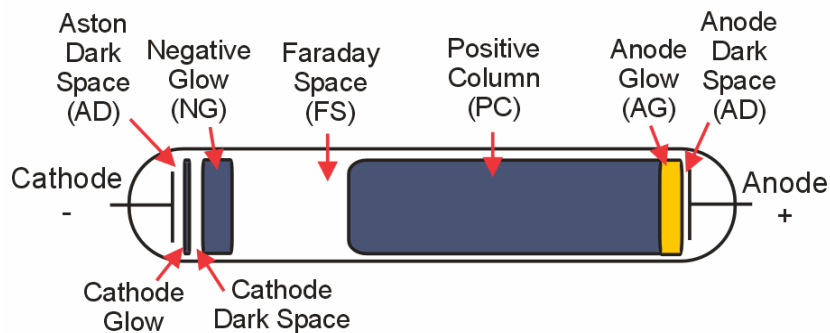 Aston
Dark
Space
(AD)
Negative
Glow
(NG)
Faraday
Space
(FS)
Positive
Column
(PC)
Anode
Glow
(AG)
Anode
Dark
Space
(AD)
Cathode
-
Anode
+
Cathode
Glow
Cathode
Dark Space